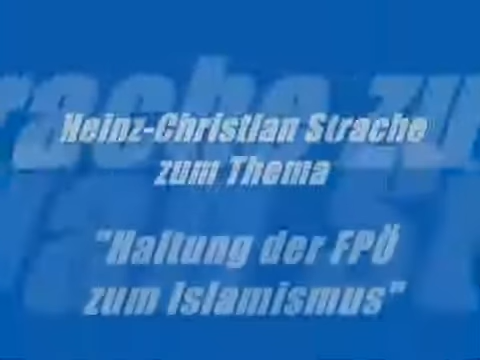 Heinz-Christian Strache
zum Thema
"Haltung der FPÖ
zum Islamismus"